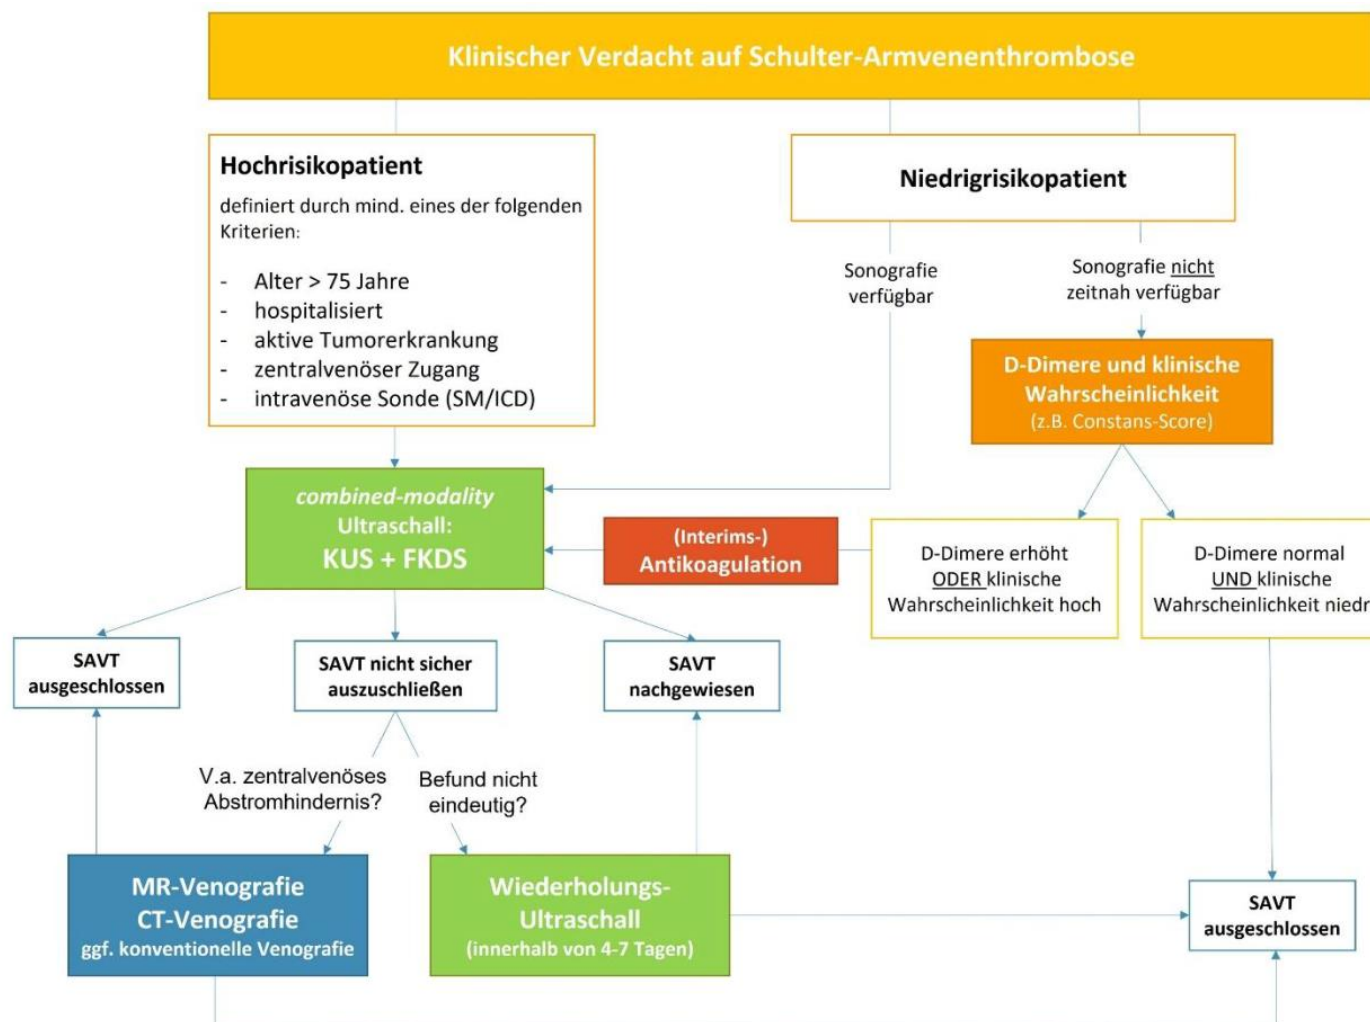 Klinischer Verdacht auf Schulter-Armvenenthrombose
Hochrisikopatient
definiert durch mind. eines der folgenden
Kriterien:
- Alter > 75 Jahre
- hospitalisiert
- aktive Tumorerkrankung
- zentralvenöser Zugang
- intravenöse Sonde (SM/ICD)
Niedrigrisikopatient
Sonografie
verfügbar
Sonografie nicht
zeitnah verfügbar
D-Dimere und klinische
Wahrscheinlichkeit
(z.B. Constans-Score)
combined-modality
Ultraschall:
KUS + FKDS
(Interims-)
Antikoagulation
D-Dimere erhöht
ODER klinische
Wahrscheinlichkeit hoch
D-Dimere normal
UND klinische
Wahrscheinlichkeit niedr
SAVT
ausgeschlossen
SAVT nicht sicher
auszuschließen
SAVT
nachgewiesen
V.a. zentralvenöses
Abstromhindernis?
Befund nicht
eindeutig?
MR-Venografie
CT-Venografie
ggf. konventionelle Venografie
Wiederholungs-
Ultraschall
(innerhalb von 4-7 Tagen)
SAVT
ausgeschlossen